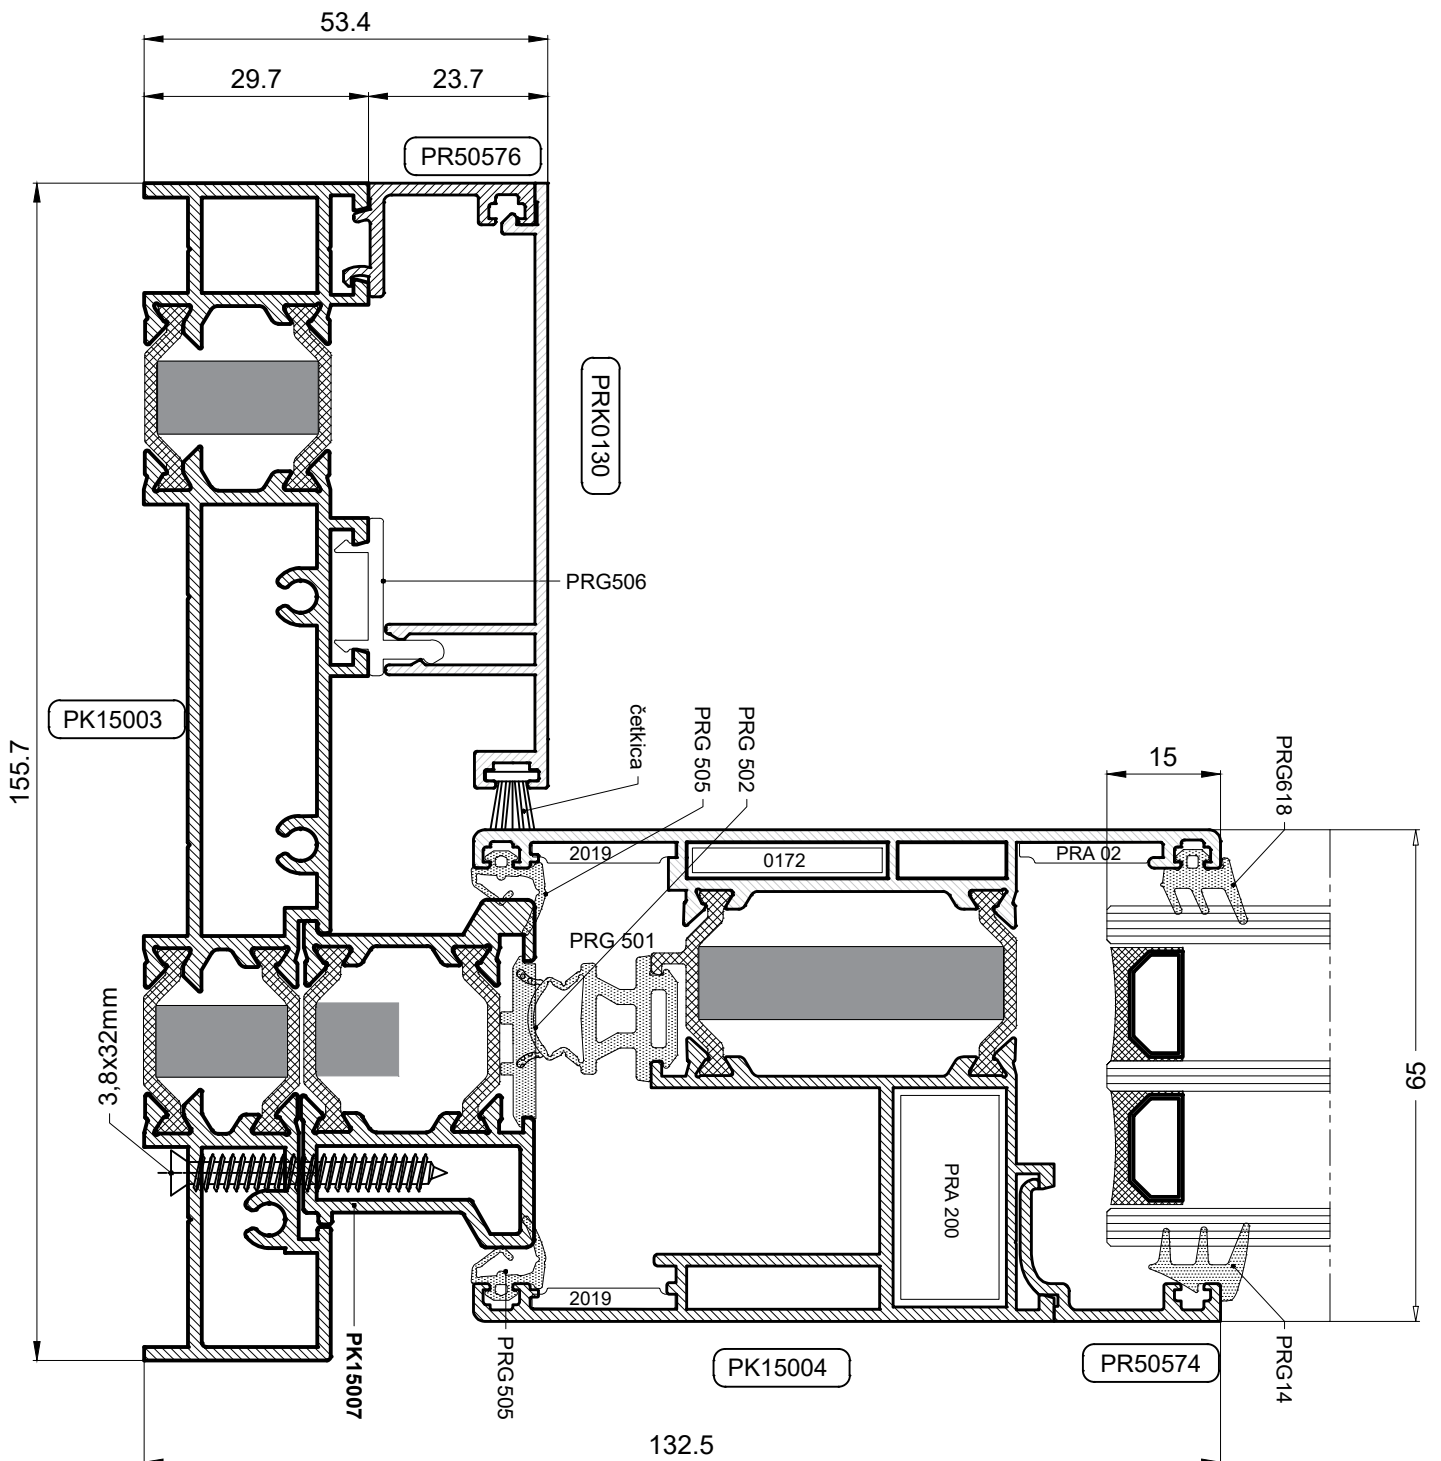 53.4
29.7
23.7
PR50576
PRK0130
PRG506
PK15003
155.7
četkica
PRG 505
PRG 502
15
PRG618
2019
0172
PRA 02
PRG 501
65
3,8x32mm
PRA 200
2019
PK15007
PRG505
PK15004
PR50574
PRG14
132.5